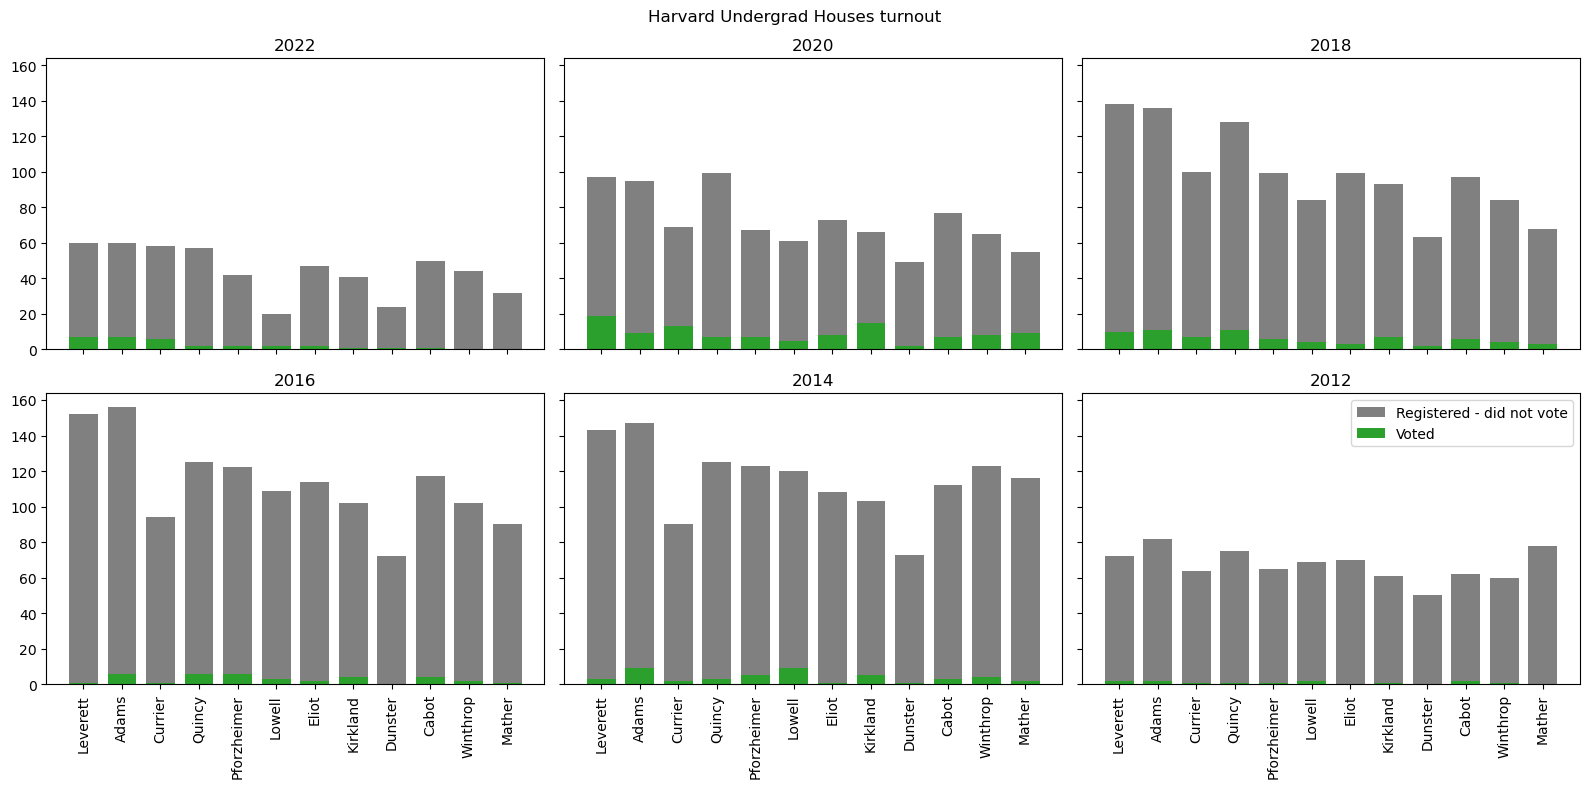 Harvard Undergrad Houses turnout
2022
2020
2018
160
140
120
100
80
60
40
20
0
2016
2014
2012
160
140
120
100
80
60
40
20
0
Registered - did not vote
Voted
Leverett
Adams
Currier
Quincy
Pforzheimer
Lowell
Eliot
Kirkland
Dunster
Cabot
Winthrop
Mather
Leverett
Adams
Currier
Quincy
Pforzheimer
Lowell
Eliot
Kirkland
Dunster
Cabot
Winthrop
Mather
Leverett
Adams
Currier
Quincy
Pforzheimer
Lowell
Eliot
Kirkland
Dunster
Cabot
Winthrop
Mather